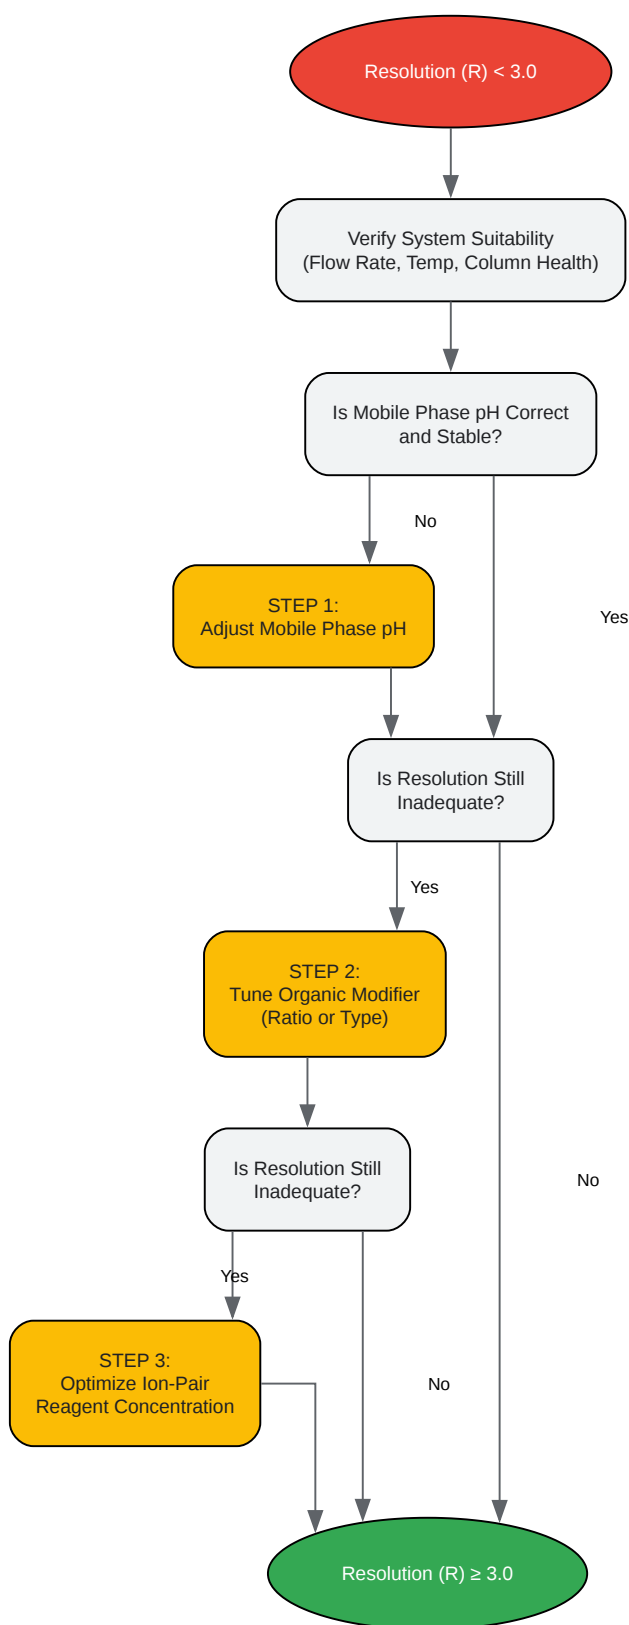 Resolution (R) < 3.0
Verify System Suitability
(Flow Rate, Temp, Column Health)
Is Mobile Phase pH Correct
and Stable?
No
STEP 1:
Adjust Mobile Phase pH
Yes
Is Resolution Still
Inadequate?
Yes
STEP 2:
Tune Organic Modifier
(Ratio or Type)
Is Resolution Still
Inadequate?
No
Yes
STEP 3:
Optimize Ion-Pair
Reagent Concentration
No
Resolution (R) ≥ 3.0